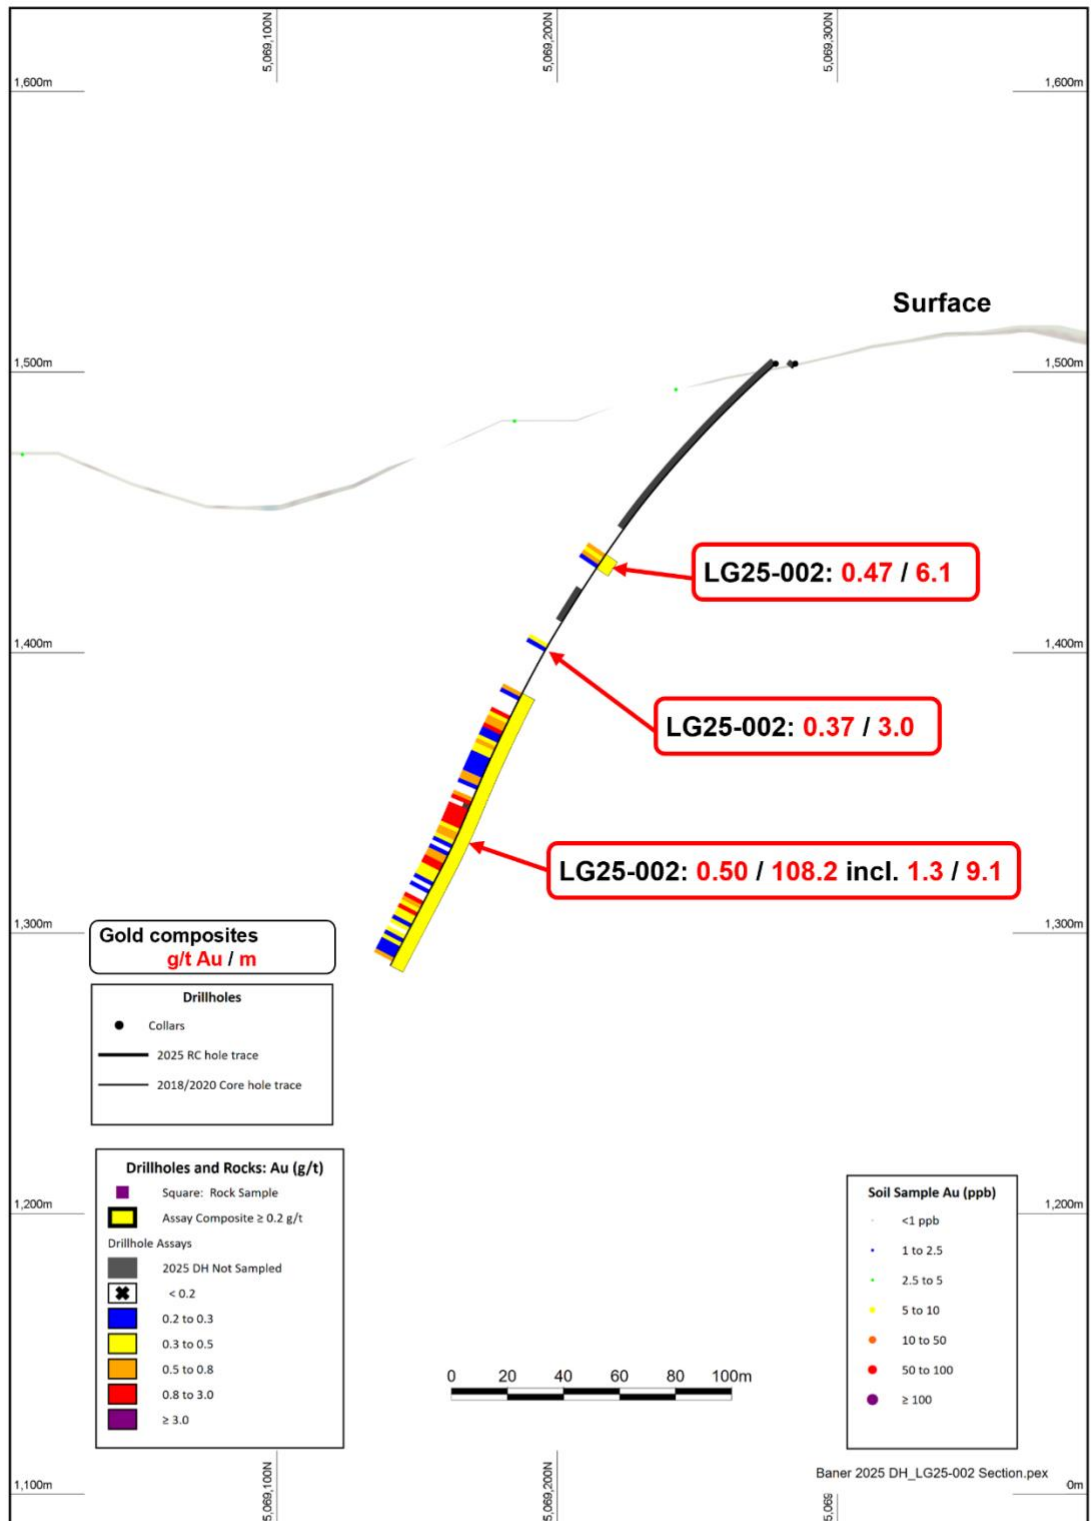 5,069,100N
5,069,200N
5,069,300N
1,600m
1,600m
Surface
1,500m
1,500m
LG25-002: 0.47 / 6.1
1,400m
1,400m
LG25-002: 0.37 / 3.0
LG25-002: 0.50 / 108.2 incl. 1.3 / 9.1
1,300m
1,300m
Gold composites
g/t Au / m
Drillholes
Collars
2025 RC hole trace
2018/2020 Core hole trace
Drillholes and Rocks: Au (g/t)
Square: Rock Sample
Assay Composite ≥ 0.2 g/t
Drillhole Assays
2025 DH Not Sampled
< 0.2
0.2 to 0.3
0.3 to 0.5
0.5 to 0.8
0.8 to 3.0
≥ 3.0
1,200m
1,200m
0 20 40 60 80 100m
Soil Sample Au (ppb)
<1 ppb
1 to 2.5
2.5 to 5
5 to 10
10 to 50
50 to 100
≥ 100
Baner 2025 DH_LG25-002 Section.pex
1,100m
0m
5,069,100N
5,069,200N
5,069